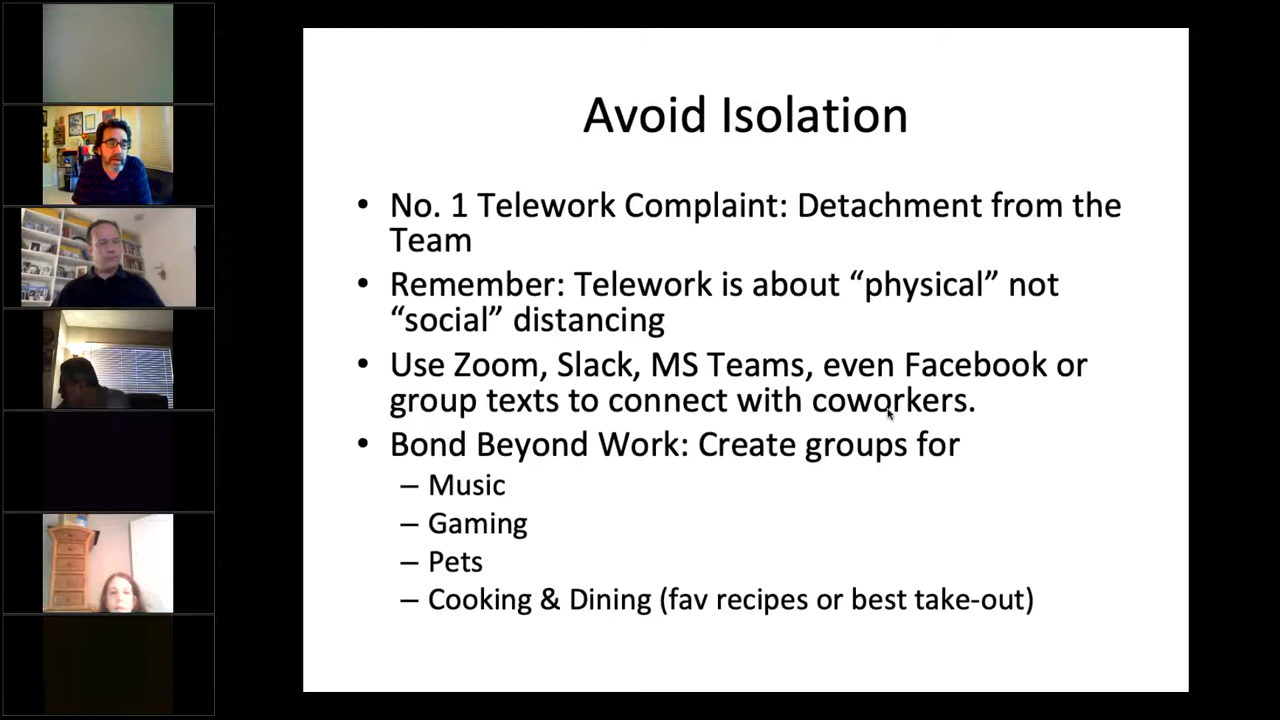 Avoid Isolation
• No. 1 Telework Complaint: Detachment from the
Team
• Remember: Telework is about “physical” not
“social” distancing
• Use Zoom, Slack, MS Teams, even Facebook or
group texts to connect with coworkers.
• Bond Beyond Work: Create groups for
– Music
– Gaming
– Pets
– Cooking & Dining (fav recipes or best take-out)